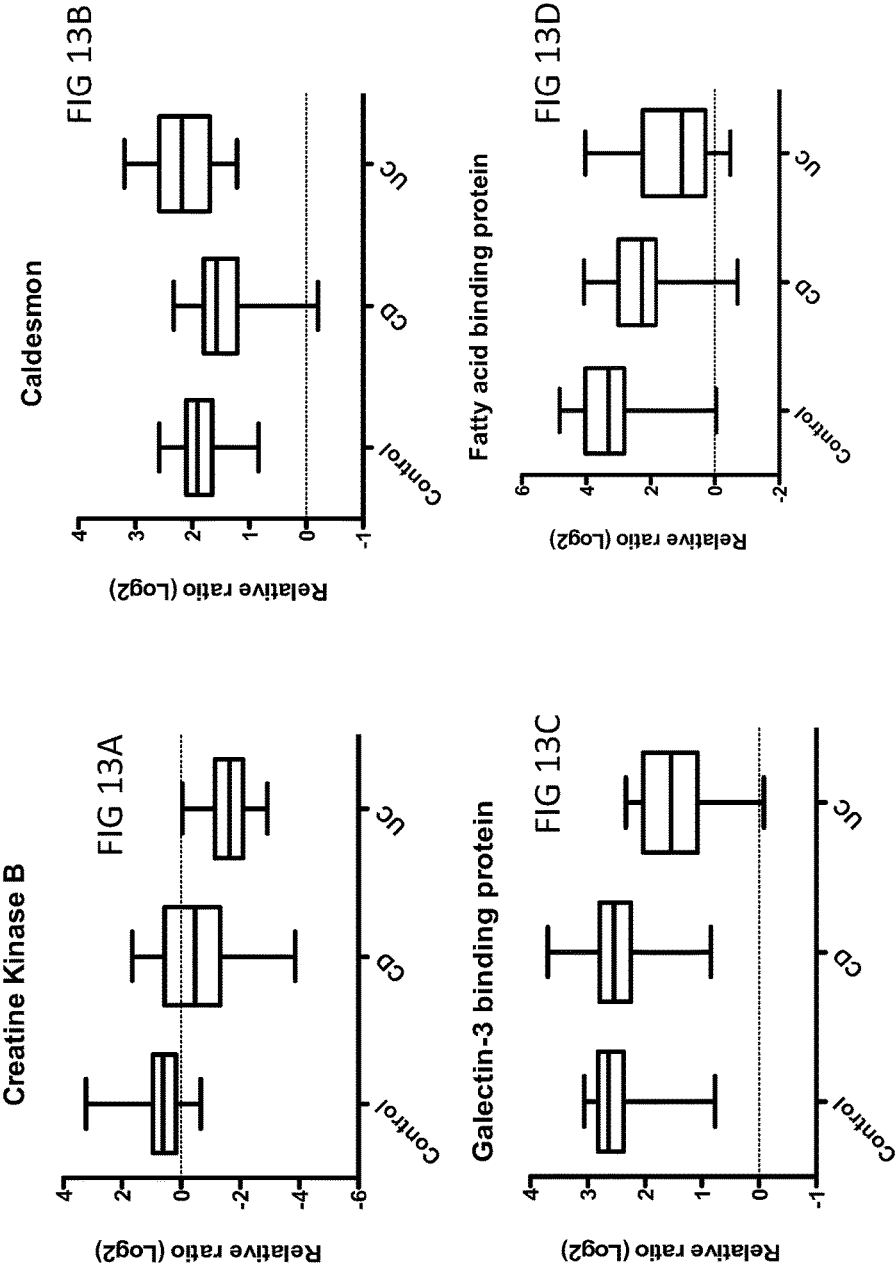 Creatine Kinase B
FIG 13A
Relative ratio (Log2)
4
2
0
-2
-4
-6
Control
CD
UC
Caldesmon
FIG 13B
Relative ratio (Log2)
4
3
2
1
0
-1
Control
CD
UC
Galectin-3 binding protein
FIG 13C
Relative ratio (Log2)
4
3
2
1
0
-1
Control
CD
UC
Fatty acid binding protein
FIG 13D
Relative ratio (Log2)
6
4
2
0
-2
Control
CD
UC